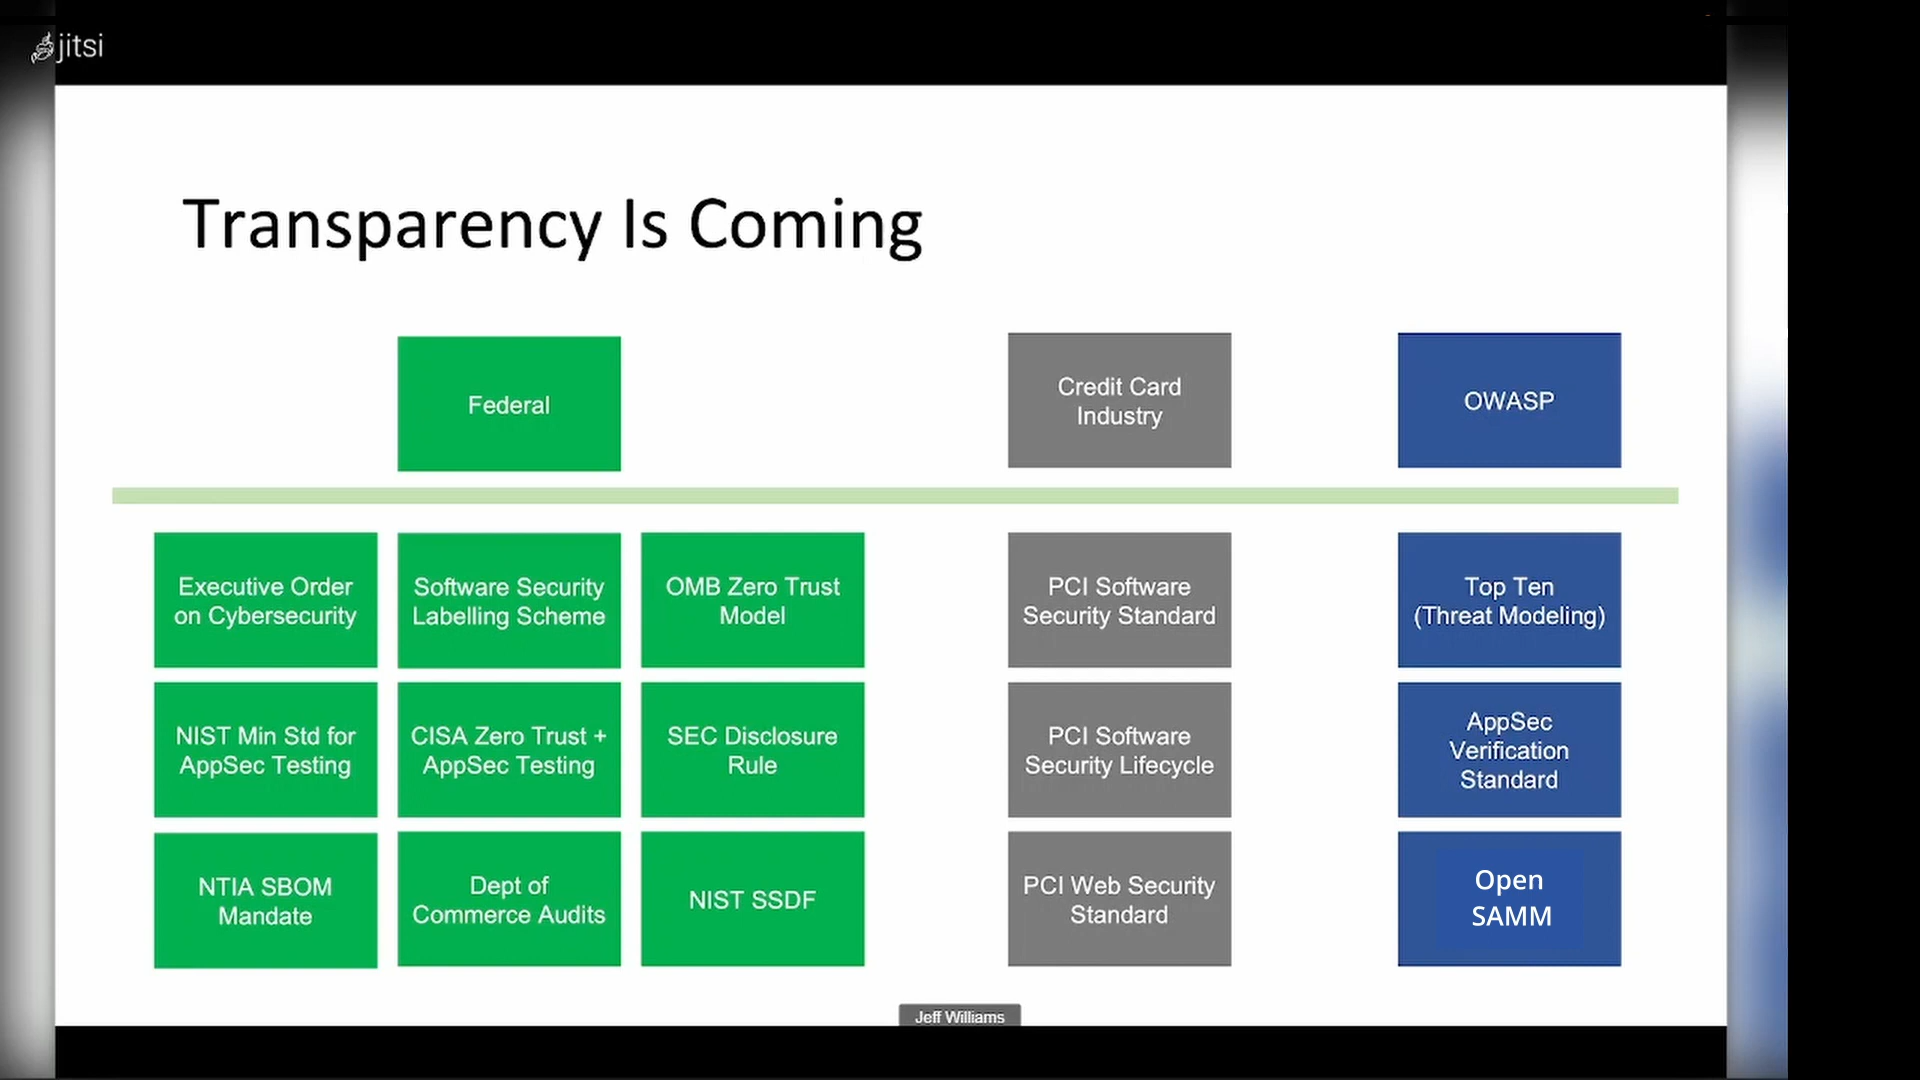 jitsi
Transparency Is Coming
Federal
Credit Card
Industry
OWASP
Executive Order
on Cybersecurity
Software Security
Labelling Scheme
OMB Zero Trust
Model
PCI Software
Security Standard
Top Ten
(Threat Modeling)
NIST Min Std for
AppSec Testing
CISA Zero Trust +
AppSec Testing
SEC Disclosure
Rule
PCI Software
Security Lifecycle
AppSec
Verification
Standard
NTIA SBOM
Mandate
Dept of
Commerce Audits
NIST SSDF
PCI Web Security
Standard
Open
SAMM
Jeff Williams